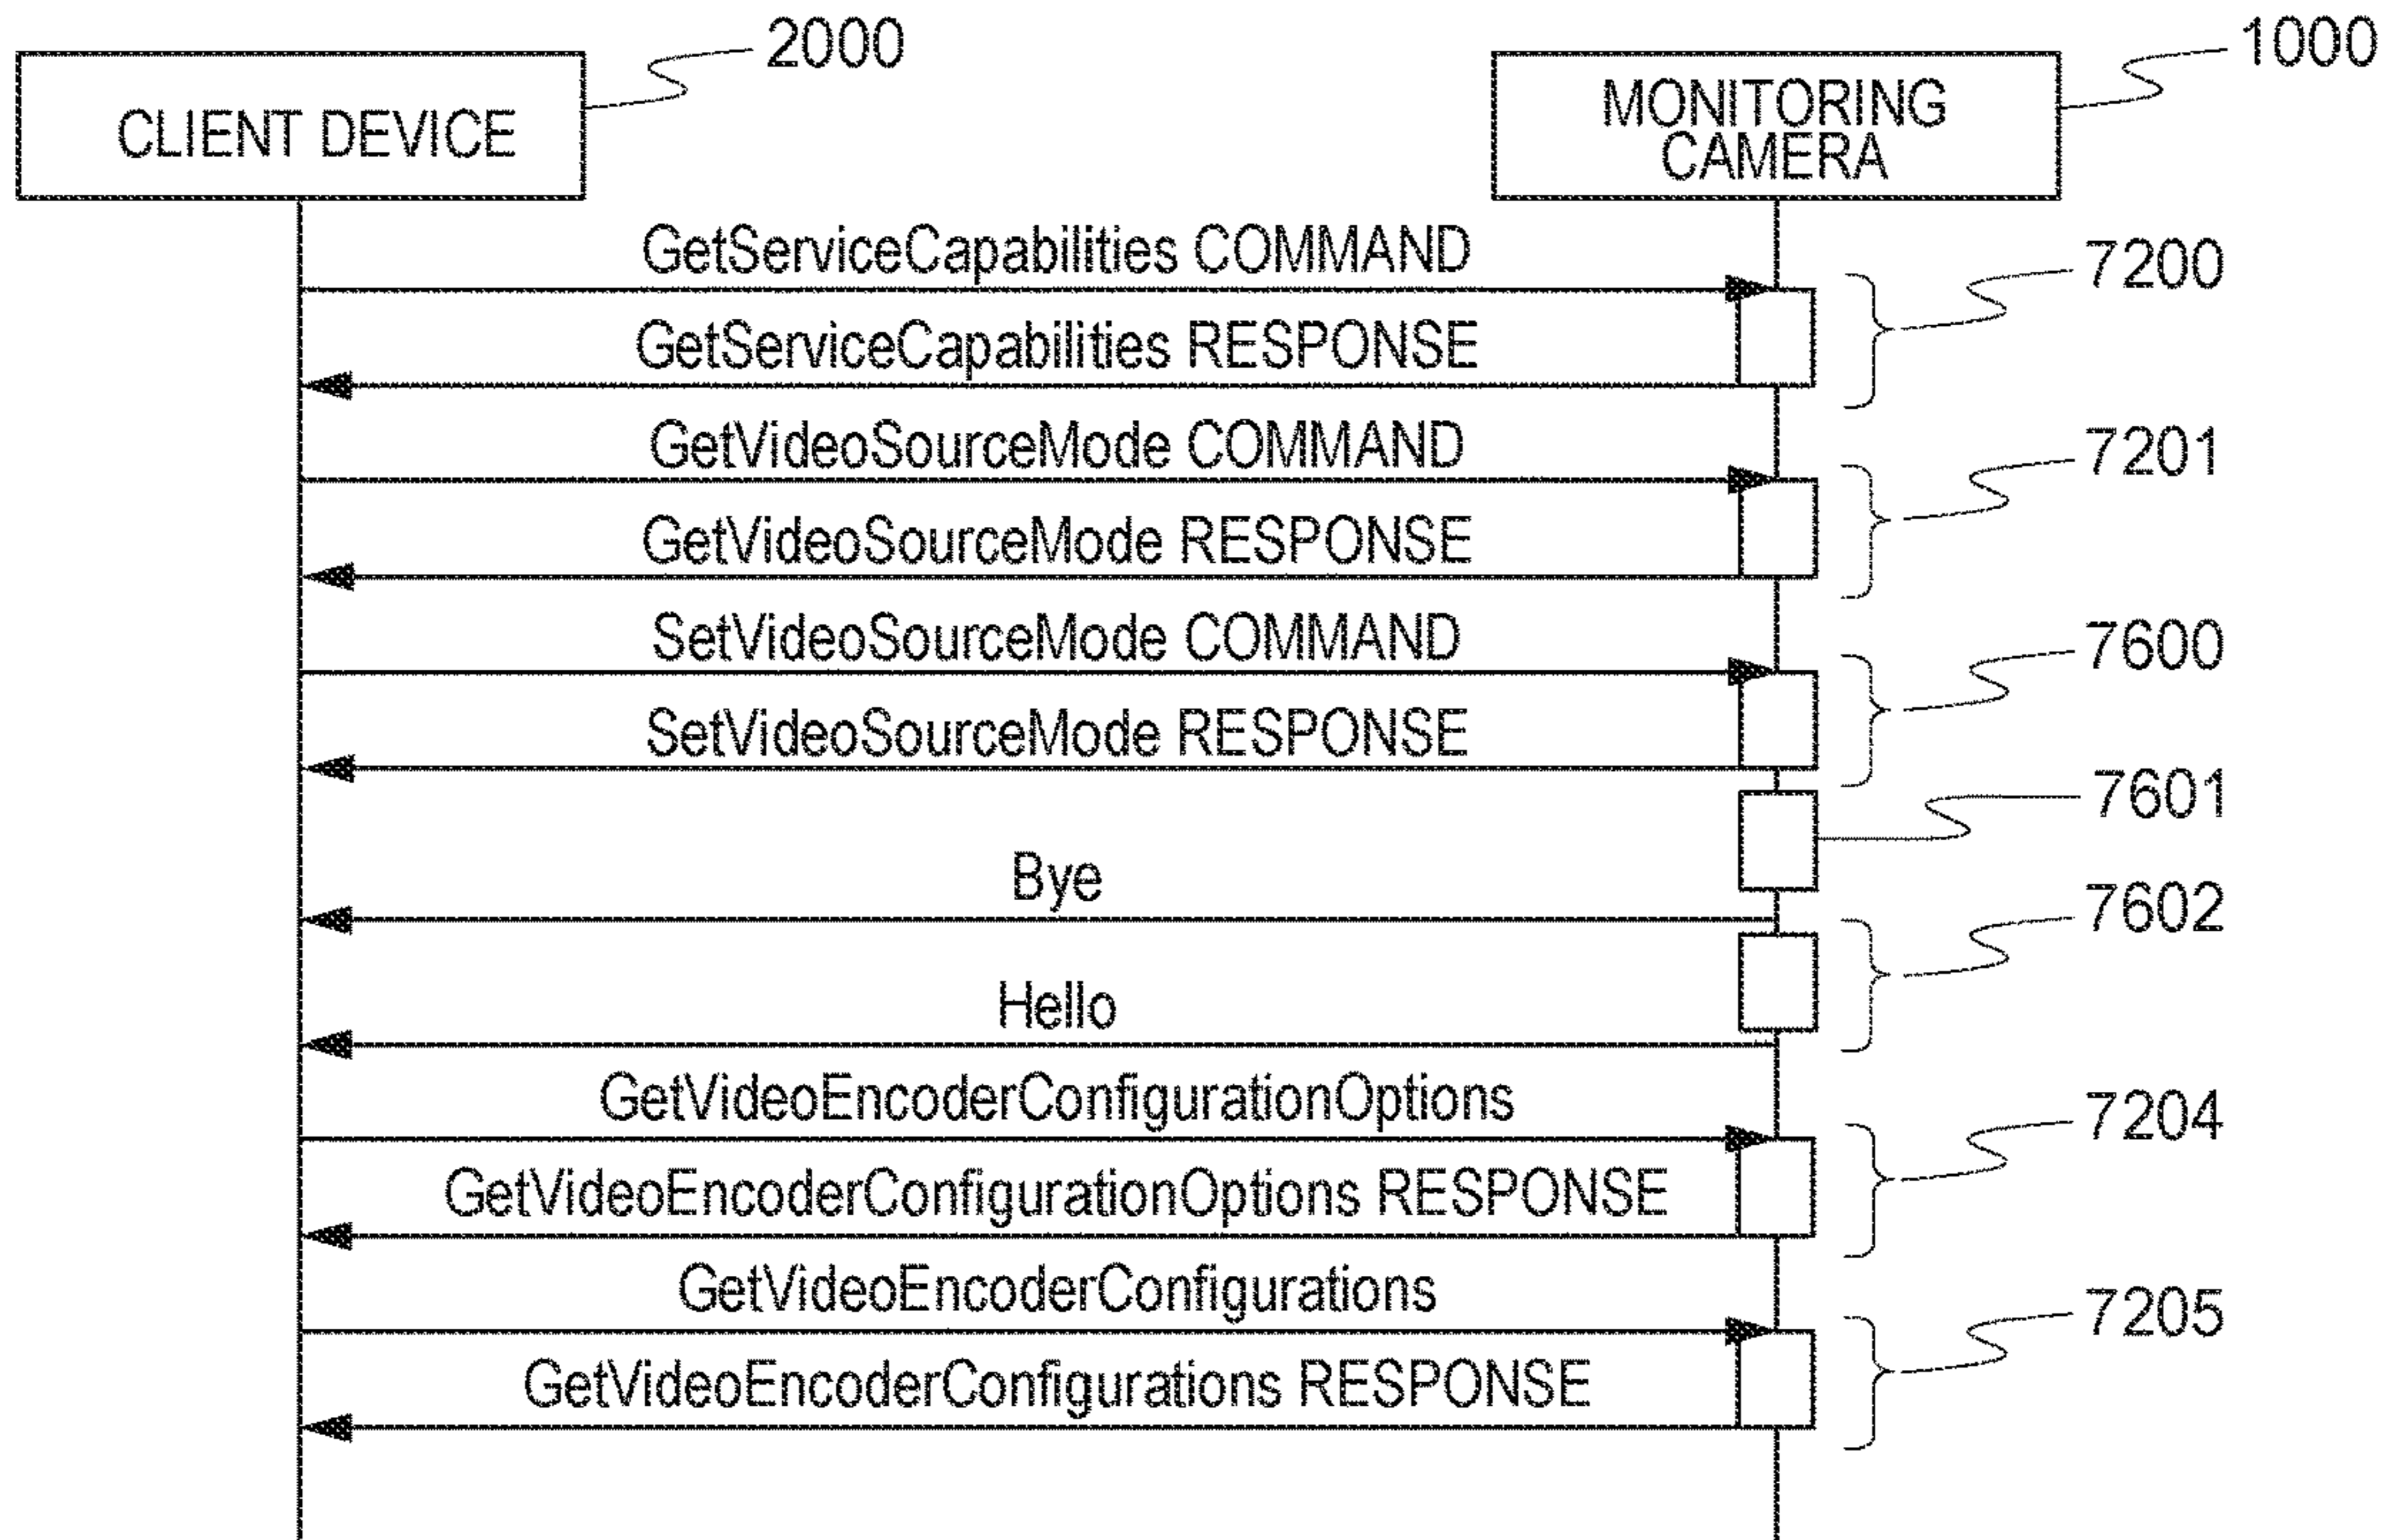 2000
1000
CLIENT DEVICE
MONITORING
CAMERA
GetServiceCapabilities COMMAND
7200
GetServiceCapabilities RESPONSE
GetVideoSourceMode COMMAND
7201
GetVideoSourceMode RESPONSE
SetVideoSourceMode COMMAND
7600
SetVideoSourceMode RESPONSE
7601
Bye
7602
Hello
GetVideoEncoderConfigurationOptions
7204
GetVideoEncoderConfigurationOptions RESPONSE
GetVideoEncoderConfigurations
7205
GetVideoEncoderConfigurations RESPONSE